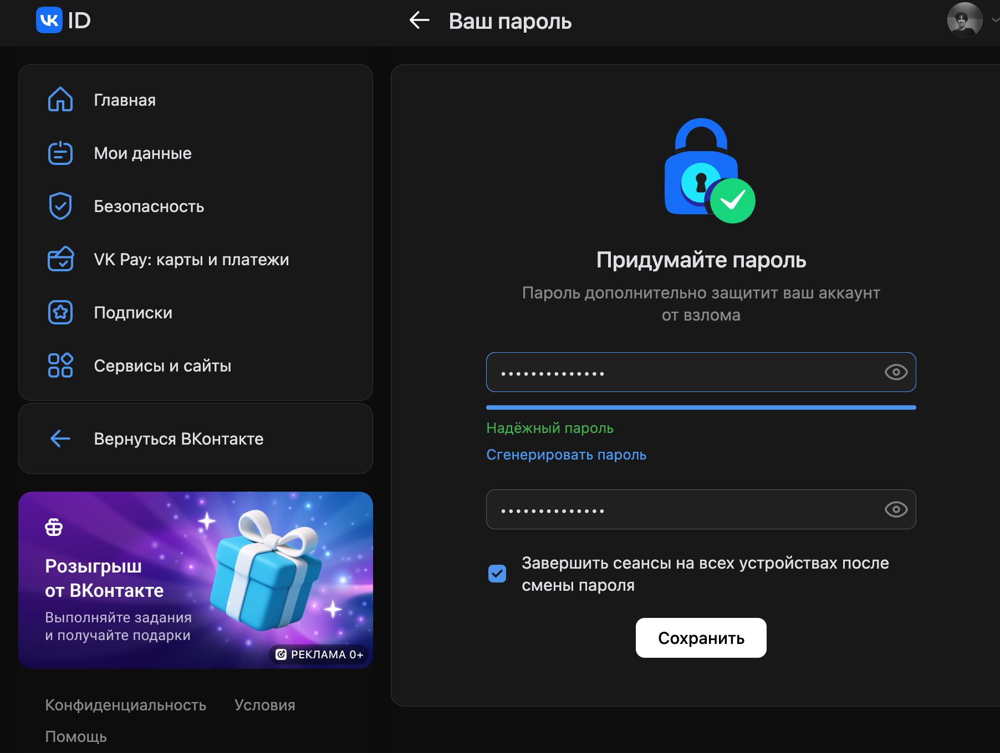 VK ID
Ваш пароль
Главная
Мои данные
Безопасность
VK Pay: карты и платежи
Подписки
Сервисы и сайты
Вернуться ВКонтакте
Розыгрыш
от ВКонтакте
Выполняйте задания
и получайте подарки
РЕКЛАМА 0+
Конфиденциальность
Условия
Помощь
Придумайте пароль
Пароль дополнительно защитит ваш аккаунт
от взлома
••••••••••••••
Надёжный пароль
Сгенерировать пароль
••••••••••••••
Завершить сеансы на всех устройствах после
смены пароля
Сохранить